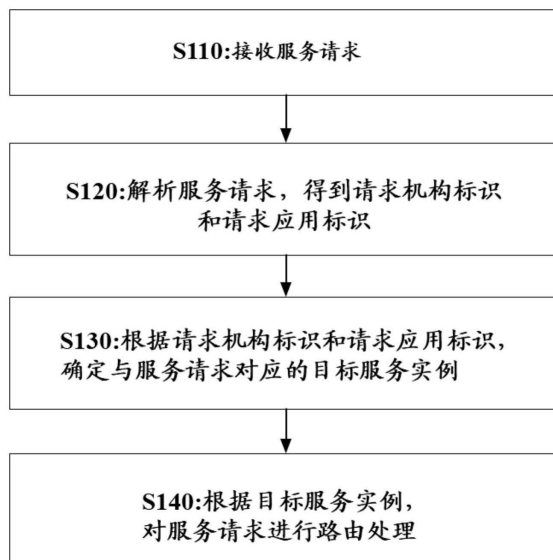 S110:接收服务请求
S120:解析服务请求，得到请求机构标识
和请求应用标识
S130:根据请求机构标识和请求应用标识，
确定与服务请求对应的目标服务实例
S140:根据目标服务实例，
对服务请求进行路由处理